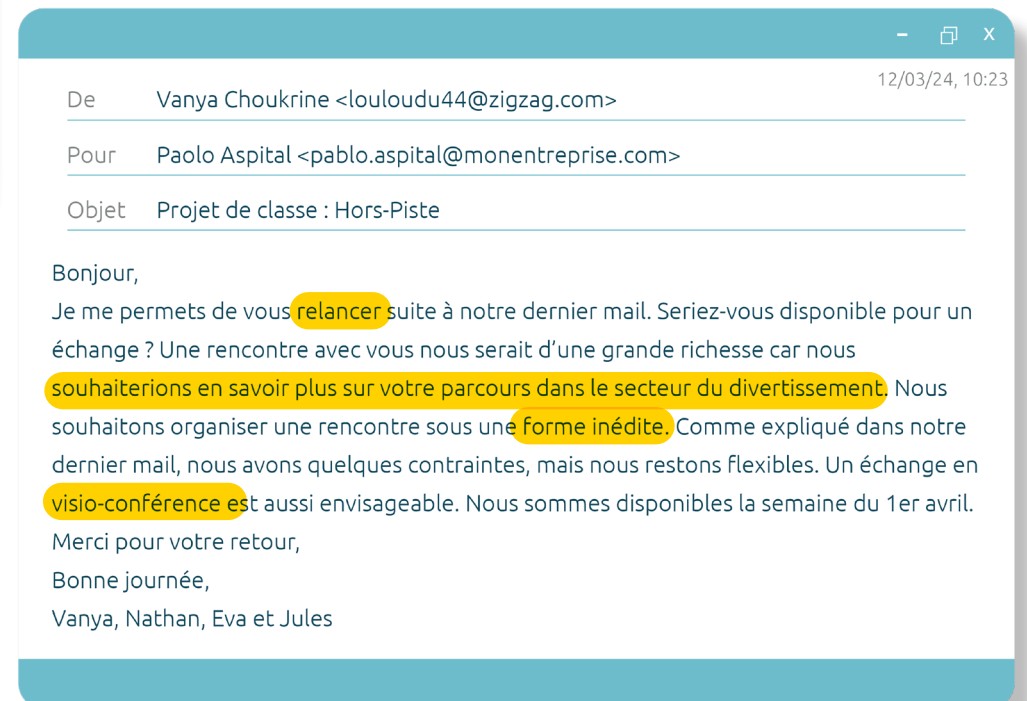 12/03/24, 10:23
De Vanya Choukrine <louloudu44@zigzag.com>
Pour Paolo Aspital <pablo.aspital@monentreprise.com>
Objet Projet de classe : Hors-Piste
Bonjour,
Je me permets de vous relancer suite à notre dernier mail. Seriez-vous disponible pour un
échange ? Une rencontre avec vous nous serait d’une grande richesse car nous
souhaiterions en savoir plus sur votre parcours dans le secteur du divertissement. Nous
souhaitons organiser une rencontre sous une forme inédite. Comme expliqué dans notre
dernier mail, nous avons quelques contraintes, mais nous restons flexibles. Un échange en
visio-conférence est aussi envisageable. Nous sommes disponibles la semaine du 1er avril.
Merci pour votre retour,
Bonne journée,
Vanya, Nathan, Eva et Jules